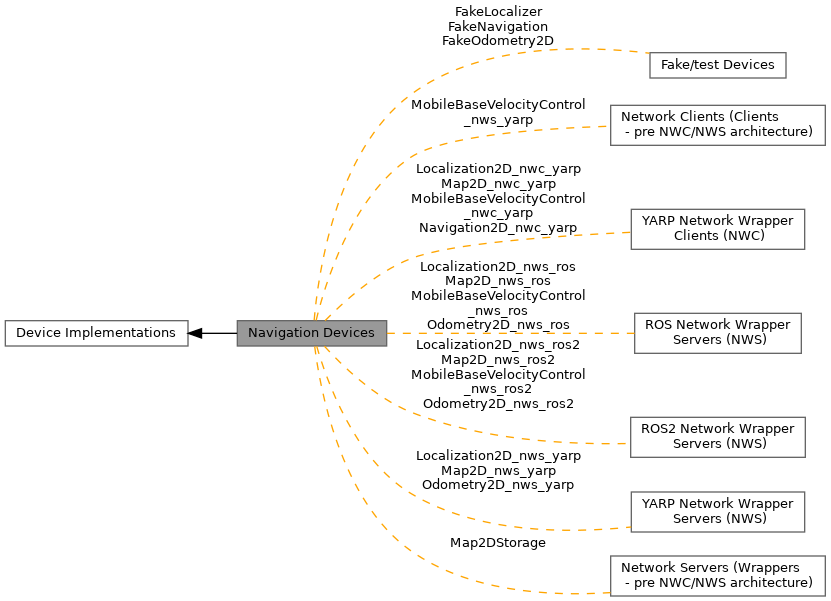 FakeLocalizer
FakeNavigation
FakeOdometry2D
Fake/test Devices
MobileBaseVelocityControl
_nws_yarp
Network Clients (Clients
- pre NWC/NWS architecture)
Localization2D_nwc_yarp
Map2D_nwc_yarp
MobileBaseVelocityControl
_nwc_yarp
Navigation2D_nwc_yarp
YARP Network Wrapper
Clients (NWC)
Localization2D_nws_ros
Map2D_nws_ros
MobileBaseVelocityControl
_nws_ros
Odometry2D_nws_ros
ROS Network Wrapper
Servers (NWS)
Device Implementations
Navigation Devices
Localization2D_nws_ros2
Map2D_nws_ros2
MobileBaseVelocityControl
_nws_ros2
Odometry2D_nws_ros2
ROS2 Network Wrapper
Servers (NWS)
Localization2D_nws_yarp
Map2D_nws_yarp
Odometry2D_nws_yarp
YARP Network Wrapper
Servers (NWS)
Map2DStorage
Network Servers (Wrappers
- pre NWC/NWS architecture)